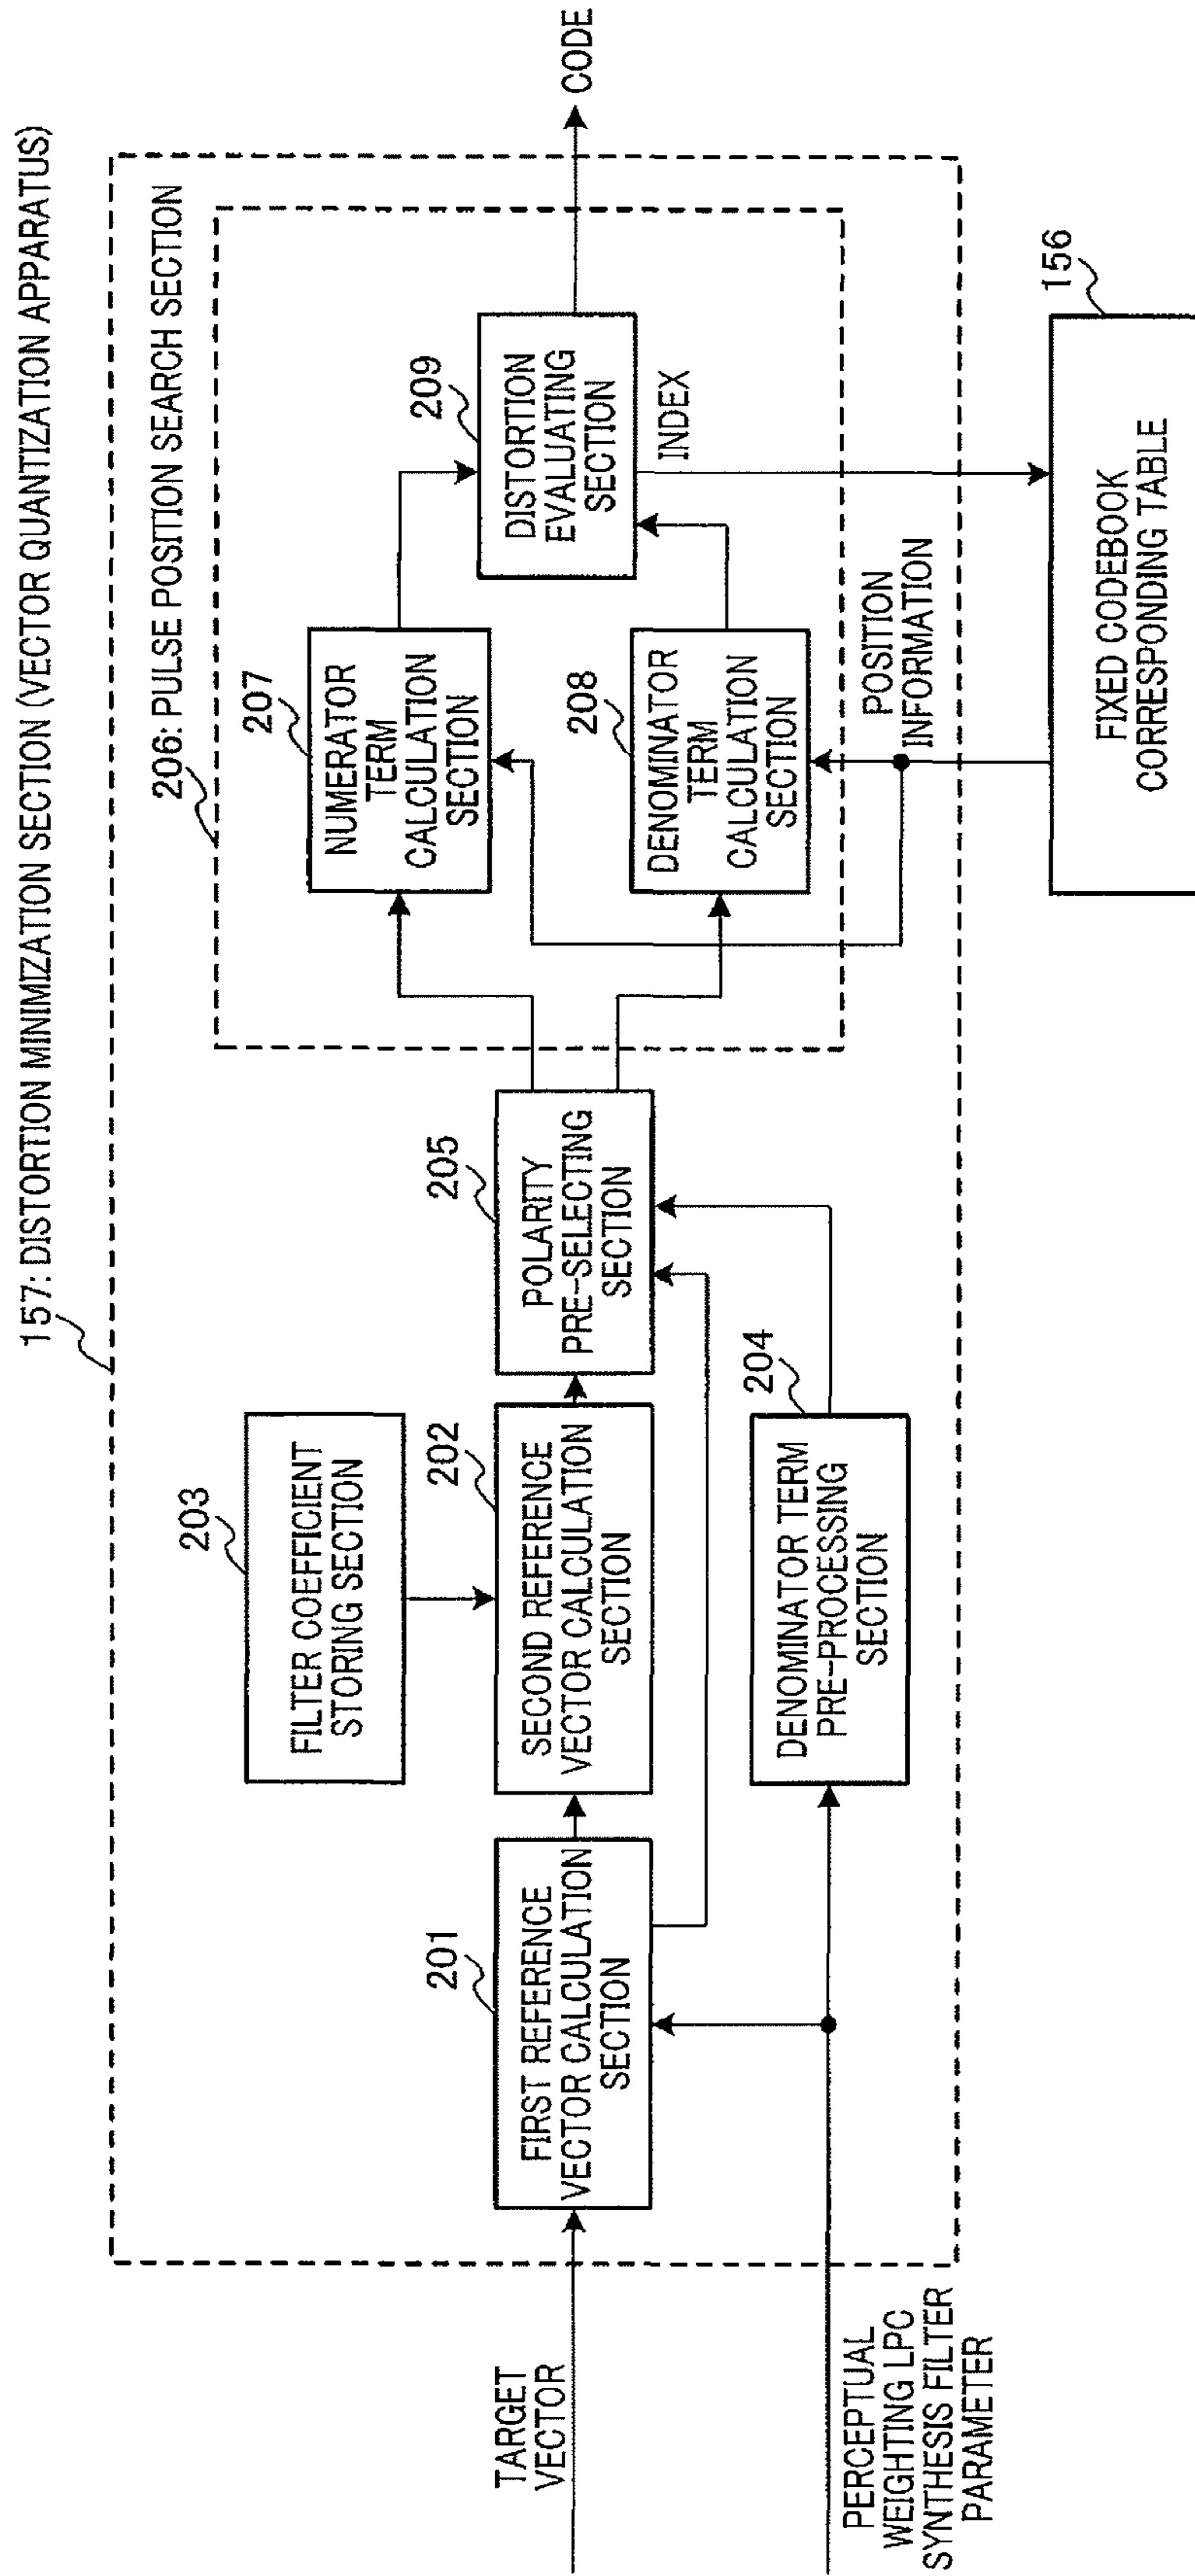 157: DISTORTION MINIMIZATION SECTION (VECTOR QUANTIZATION APPARATUS)
206: PULSE POSITION SEARCH SECTION
TARGET
VECTOR
PERCEPTUAL
WEIGHTING LPC
SYNTHESIS FILTER
PARAMETER
201
FIRST REFERENCE
VECTOR CALCULATION
SECTION
203
FILTER COEFFICIENT
STORING SECTION
202
SECOND REFERENCE
VECTOR CALCULATION
SECTION
204
DENOMINATOR TERM
PRE-PROCESSING
SECTION
205
POLARITY
PRE-SELECTING
SECTION
207
NUMERATOR
TERM
CALCULATION
SECTION
208
DENOMINATOR
TERM
CALCULATION
SECTION
209
DISTORTION
EVALUATING
SECTION
INDEX
POSITION
INFORMATION
CODE
156
FIXED CODEBOOK
CORRESPONDING TABLE